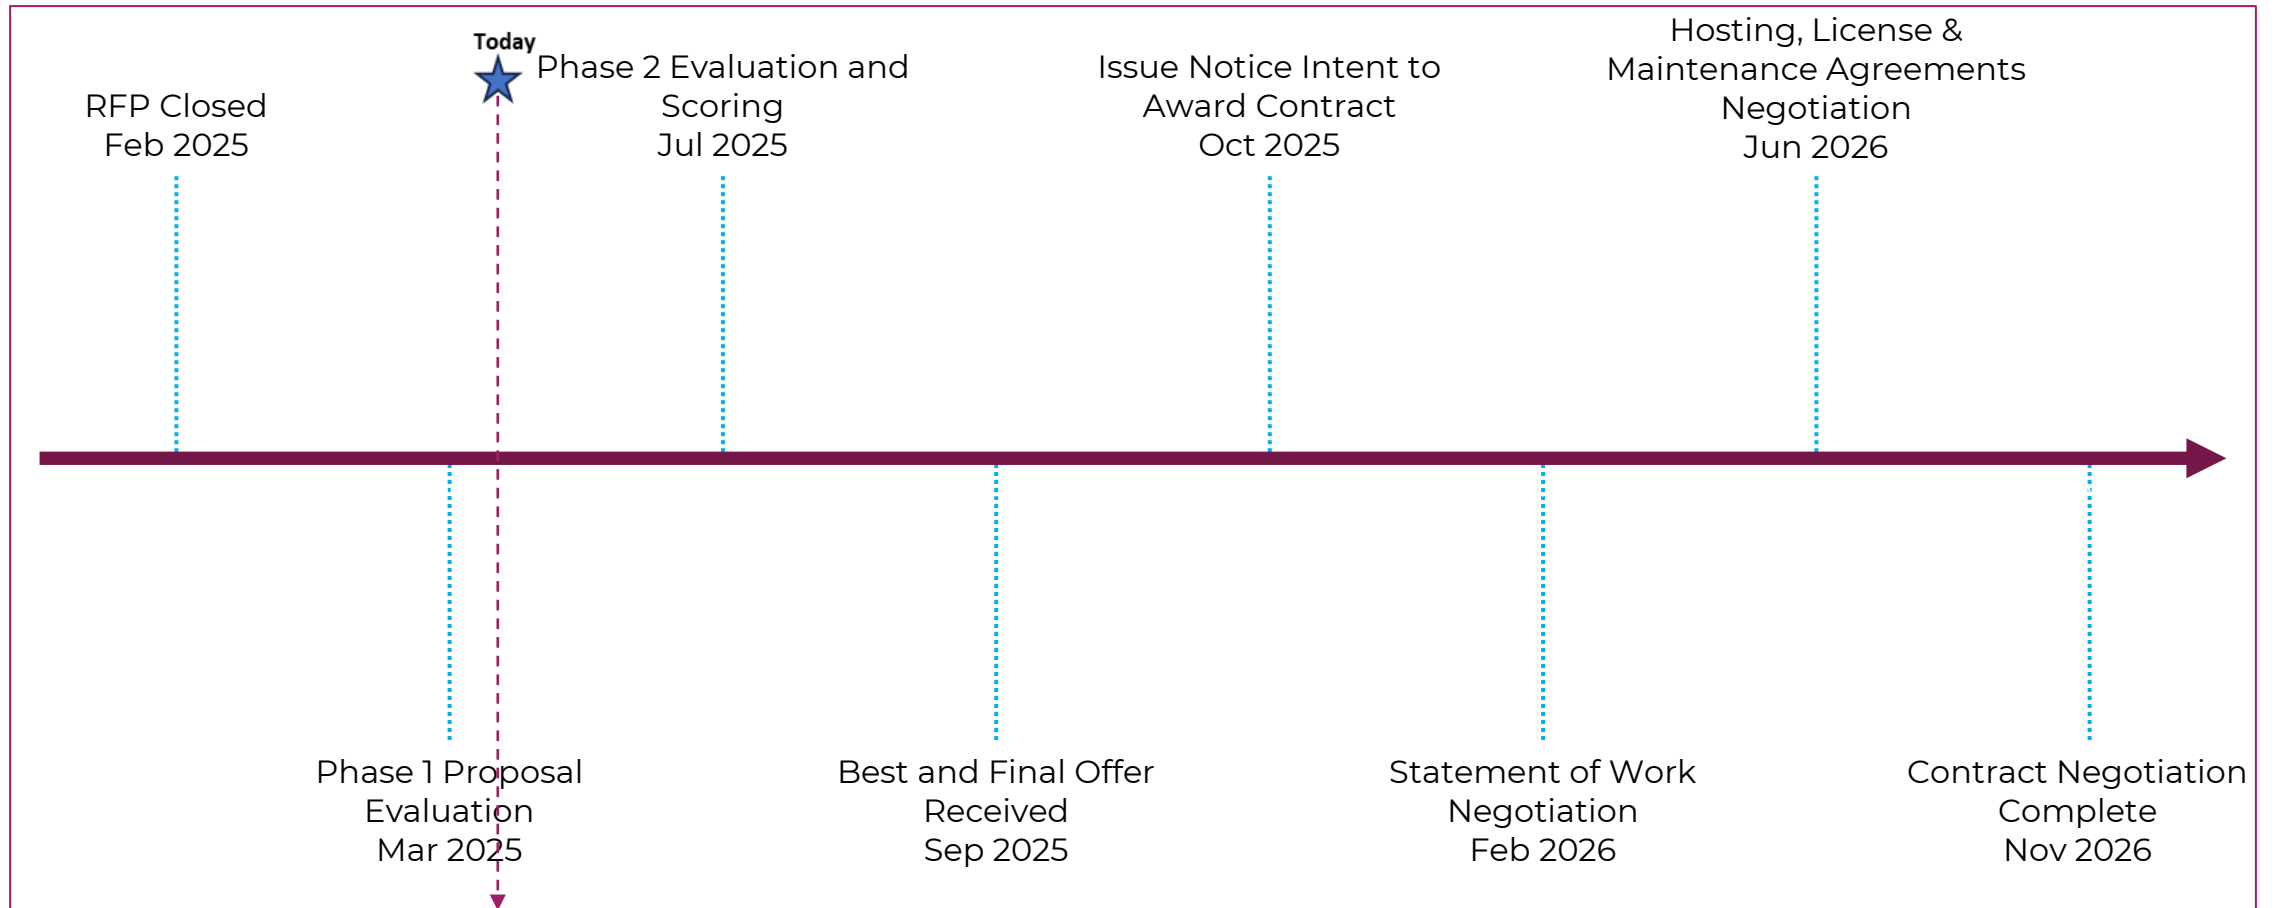 Today
RFP Closed
Feb 2025
Phase 2 Evaluation and
Scoring
Jul 2025
Issue Notice Intent to
Award Contract
Oct 2025
Hosting, License &
Maintenance Agreements
Negotiation
Jun 2026
Phase 1 Proposal
Evaluation
Mar 2025
Best and Final Offer
Received
Sep 2025
Statement of Work
Negotiation
Feb 2026
Contract Negotiation
Complete
Nov 2026